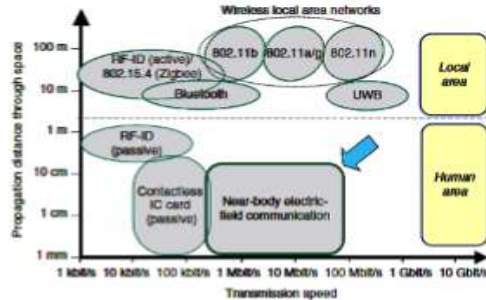 Wireless local area networks
Propagation distance through space
100 m
10 m
1 m
10 cm
1 cm
1 mm
RF-ID (active)/
802.15.4 (Zigbee)
802.11b
802.11a/g
802.11n
Bluetooth
UWB
Local
area
RF-ID
(passive)
Contactless
IC card
(passive)
Near-body electric-
field communication
Human
area
1 kbit/s
10 kbit/s
100 kbit/s
1 Mbit/s
10 Mbit/s
100 Mbit/s
1 Gbit/s
10 Gbit/s
Transmission speed